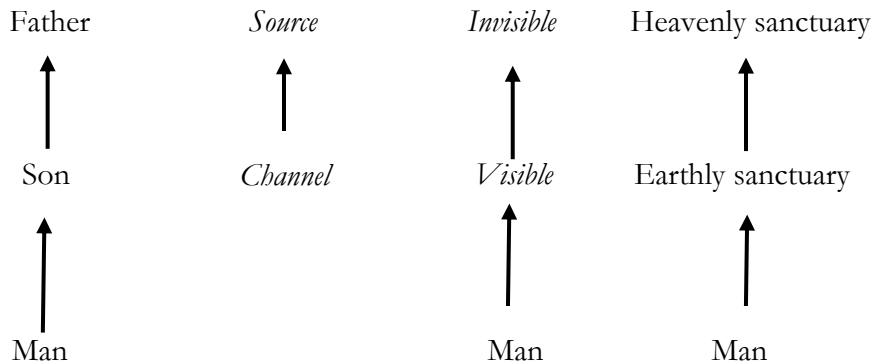 Father Source Invisible Heavenly sanctuary
Son Channel Visible Earthly sanctuary
Man Man Man